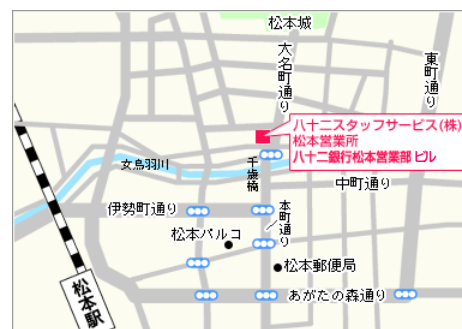 松本城
大名町通り
東町通り
八十二スタッフサービス(株)
松本営業所
八十二銀行松本営業部 ビル
女鳥羽川
千歳橋
中町通り
伊勢町通り
本町通り
松本パルコ
松本郵便局
松本駅
あがたの森通り